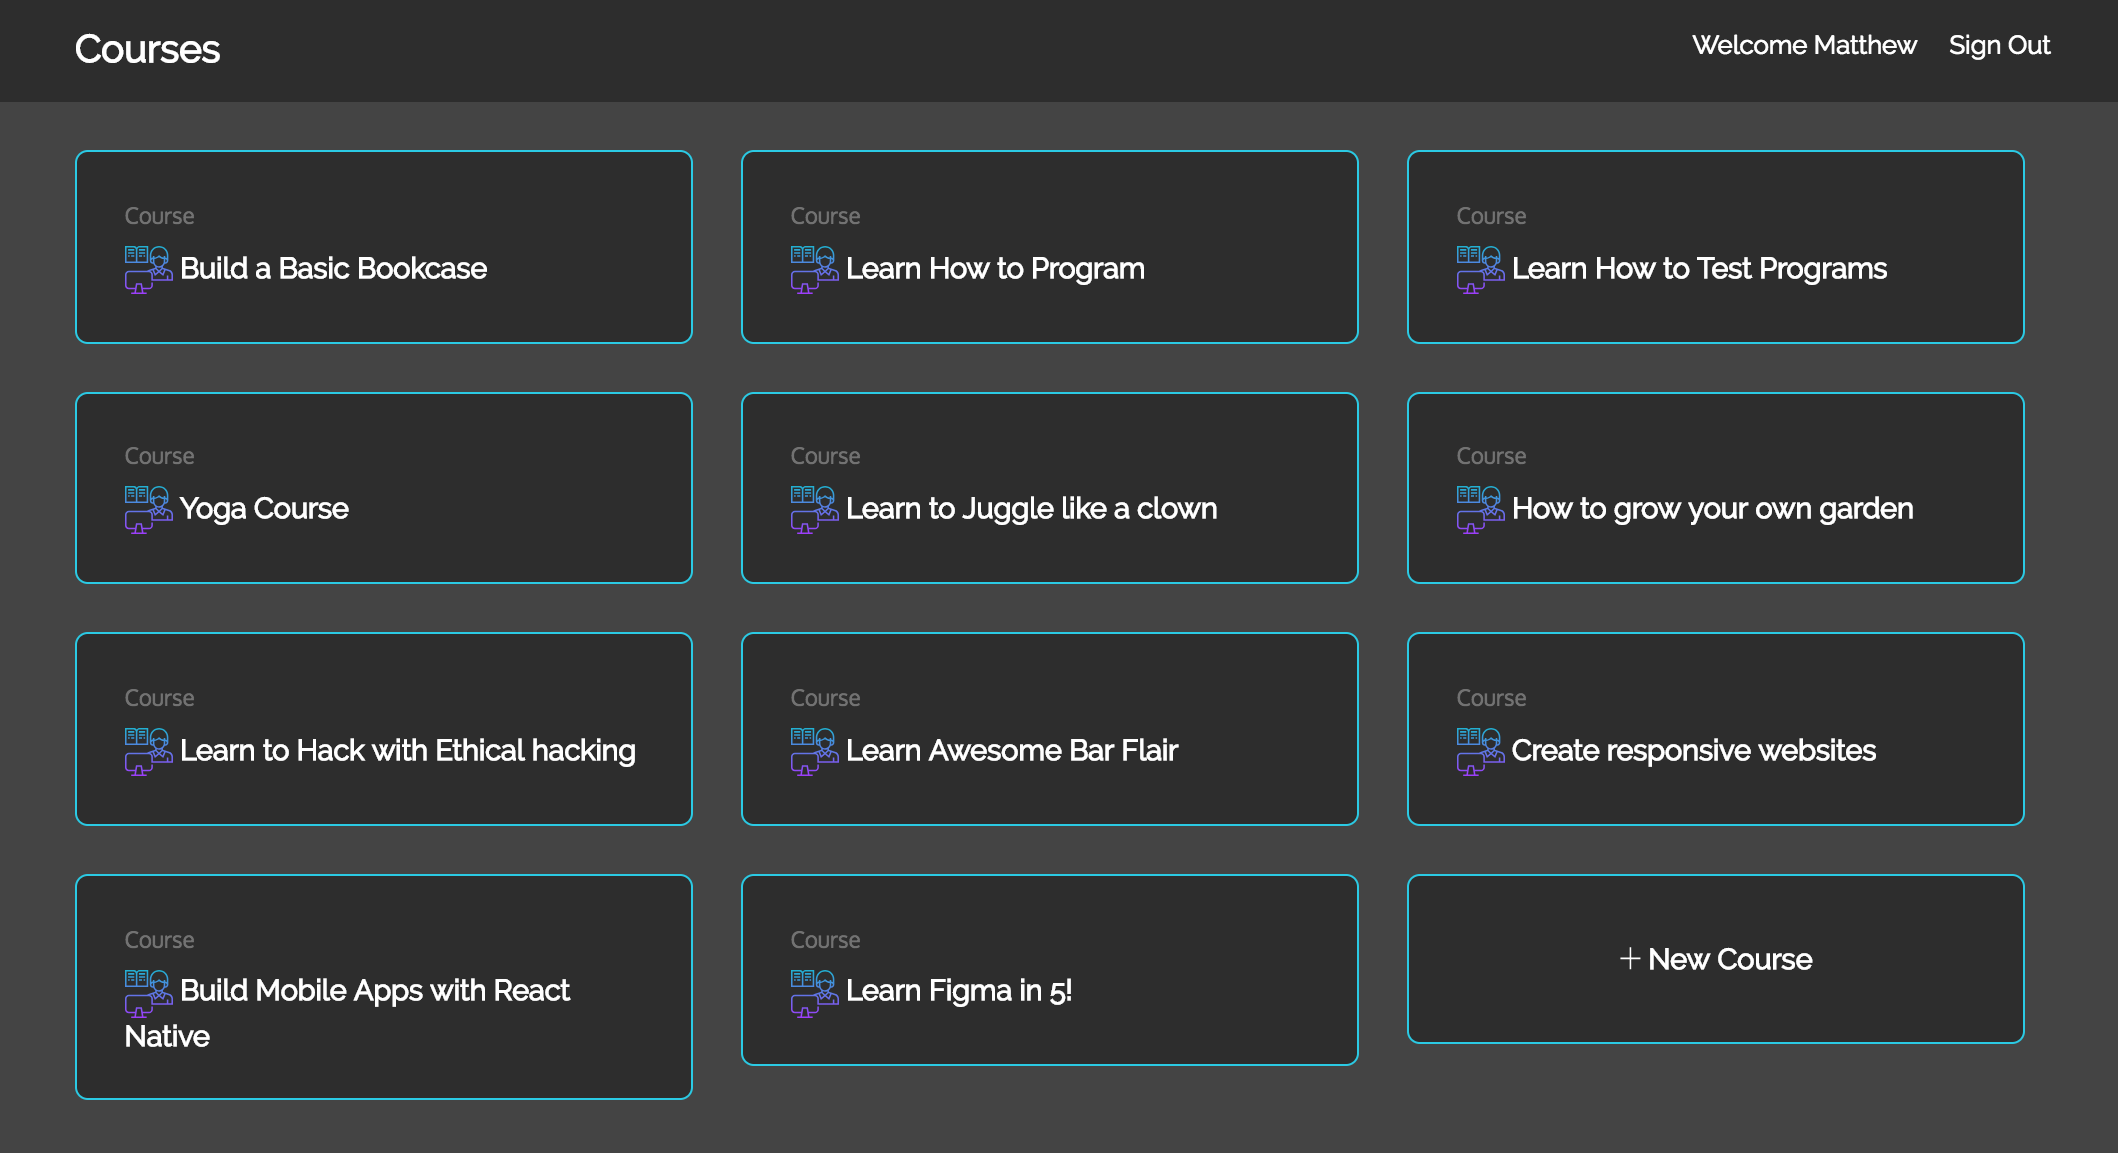 Courses
Welcome Matthew
Sign Out
Course
Build a Basic Bookcase
Course
Learn How to Program
Course
Learn How to Test Programs
Course
Yoga Course
Course
Learn to Juggle like a clown
Course
How to grow your own garden
Course
Learn to Hack with Ethical hacking
Course
Learn Awesome Bar Flair
Course
Create responsive websites
Course
Build Mobile Apps with React
Native
Course
Learn Figma in 5!
+ New Course